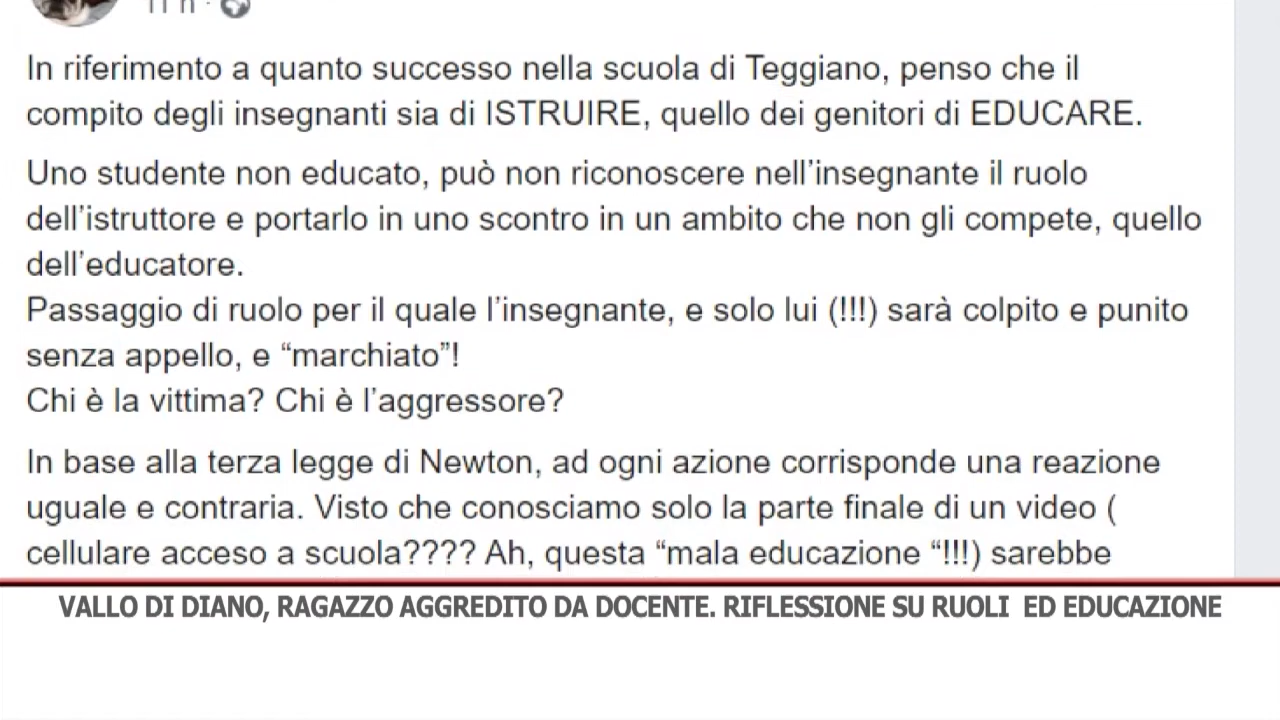 11 h ·
In riferimento a quanto successo nella scuola di Teggiano, penso che il
compito degli insegnanti sia di ISTRUIRE, quello dei genitori di EDUCARE.
Uno studente non educato, può non riconoscere nell’insegnante il ruolo
dell’istruttore e portarlo in uno scontro in un ambito che non gli compete, quello
dell’educatore.
Passaggio di ruolo per il quale l’insegnante, e solo lui (!!!) sarà colpito e punito
senza appello, e “marchiato”!
Chi è la vittima? Chi è l’aggressore?
In base alla terza legge di Newton, ad ogni azione corrisponde una reazione
uguale e contraria. Visto che conosciamo solo la parte finale di un video (
cellulare acceso a scuola???? Ah, questa “mala educazione “!!!) sarebbe
VALLO DI DIANO, RAGAZZO AGGREDITO DA DOCENTE. RIFLESSIONE SU RUOLI ED EDUCAZIONE